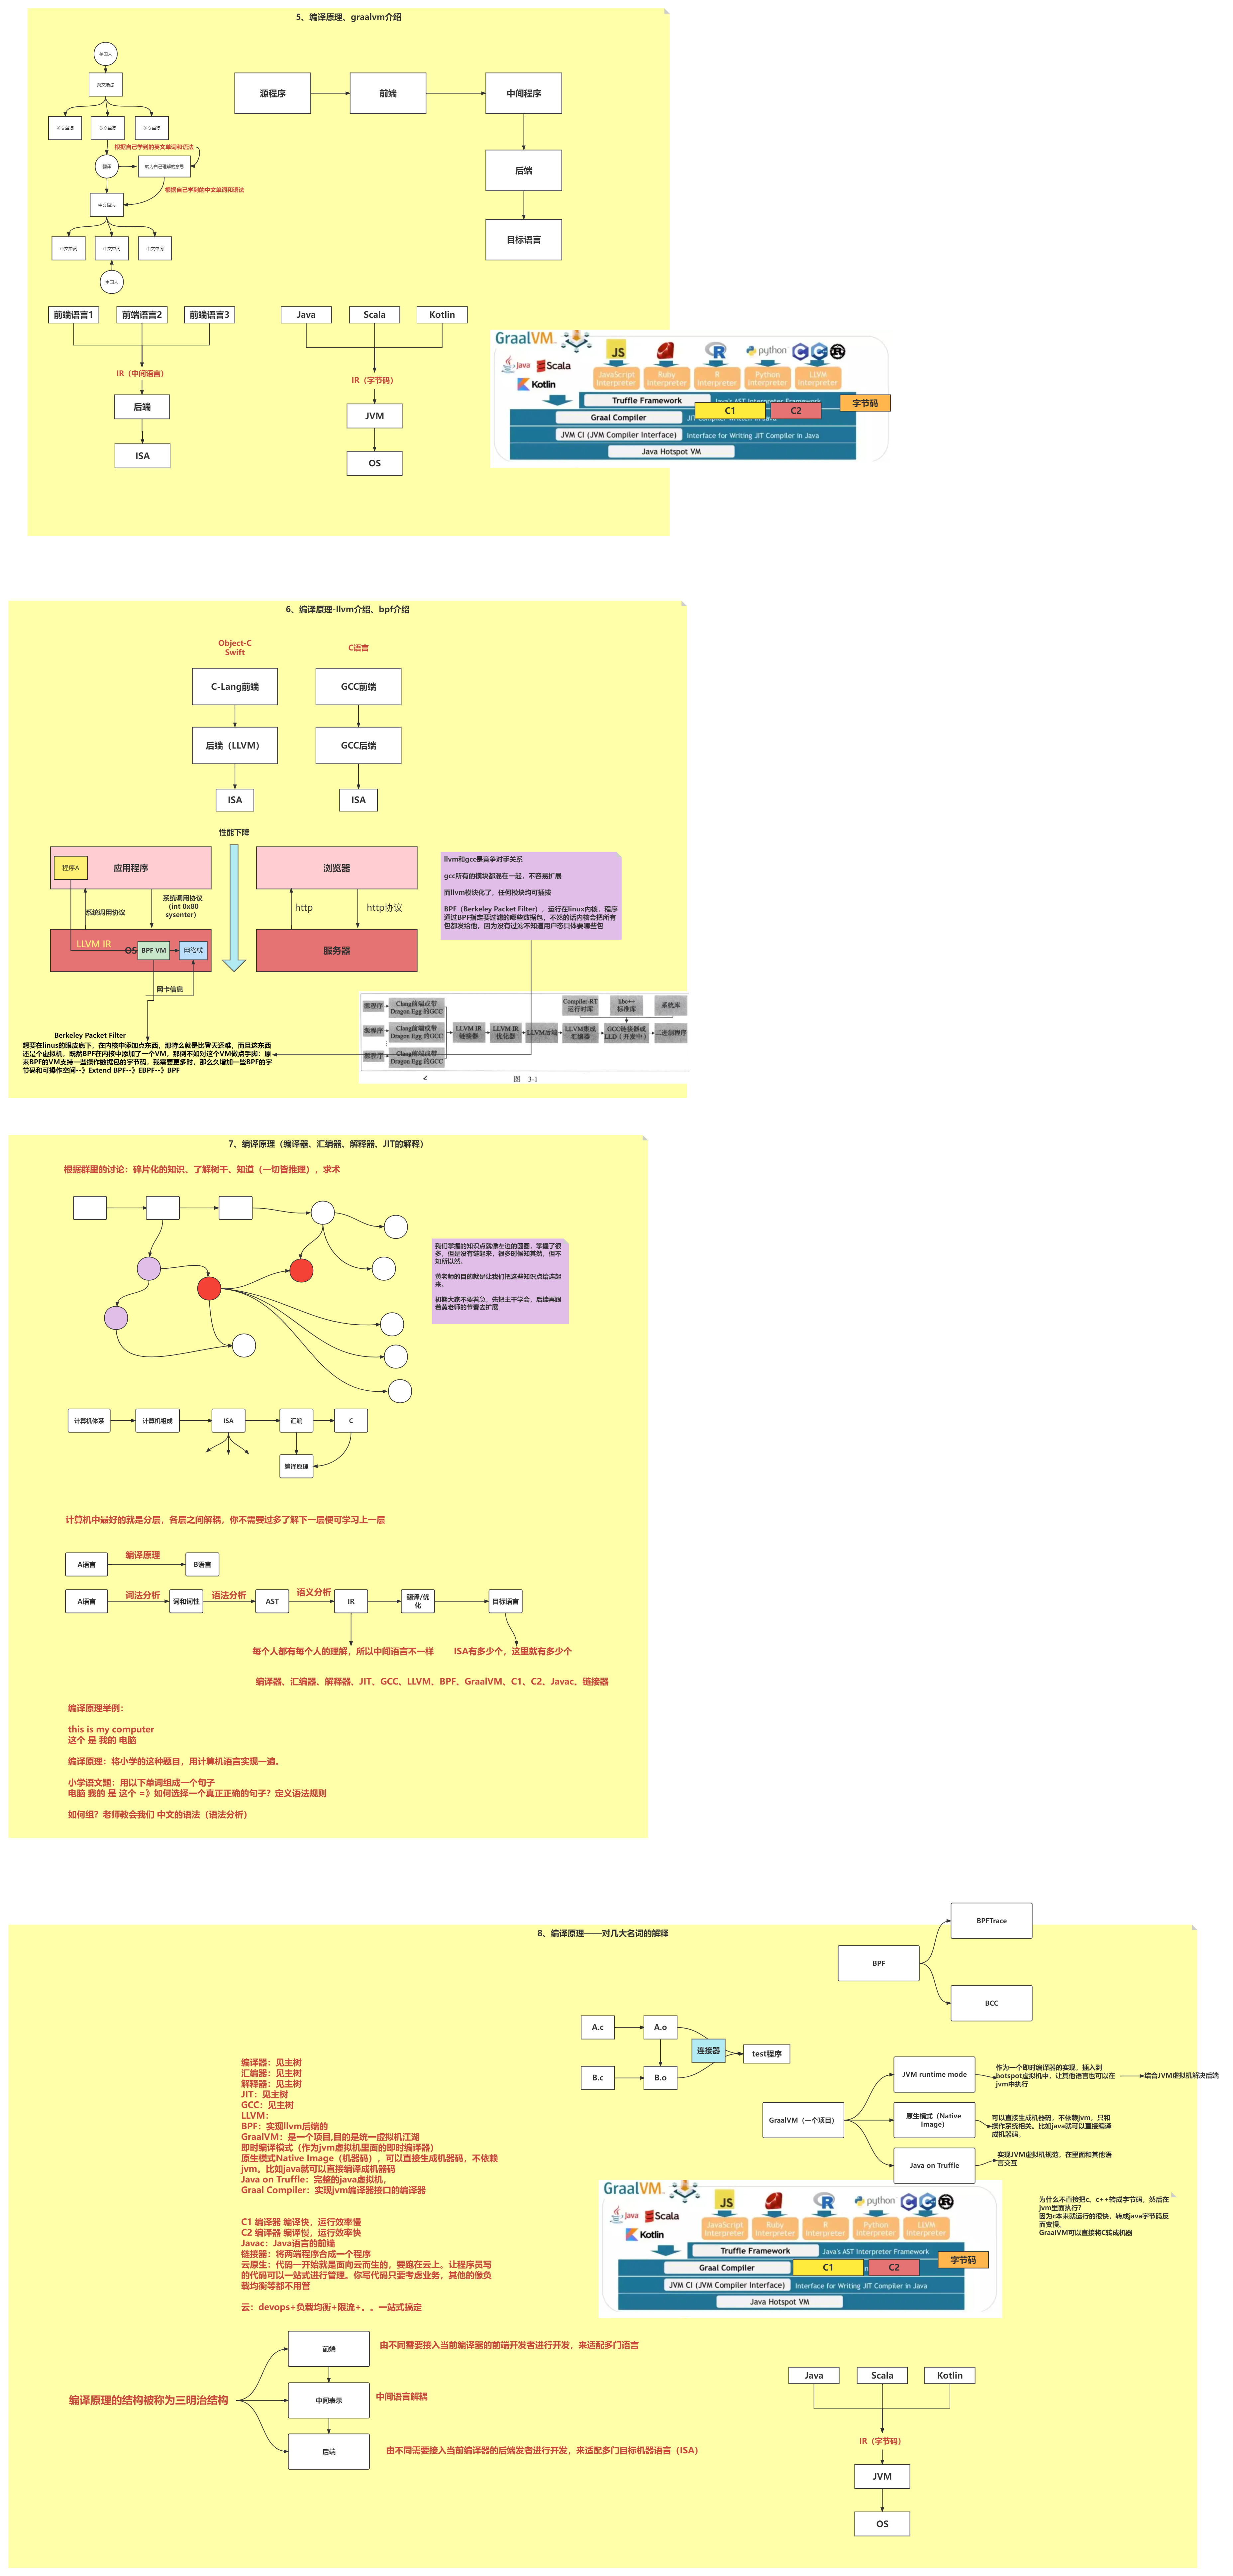 5、编译原理、graalvm介绍
美国人
英文语法
英文单词
英文单词
英文单词
根据自己学到的英文单词和语法
翻译
转为自己理解的意思
根据自己学到的中文单词和语法
中文语法
中文单词
中文单词
中文单词
中国人
源程序
前端
中间程序
后端
目标语言
前端语言1
前端语言2
前端语言3
IR（中间语言）
后端
ISA
Java
Scala
Kotlin
IR（字节码）
JVM
OS
GraalVM
Java
Scala
Kotlin
JS
R
python
C
C++
JavaScript
Interpreter
Ruby
Interpreter
R
Interpreter
Python
Interpreter
LLVM
Interpreter
Truffle Framework
Java's AST Interpreter Framework
C1
C2
字节码
Graal Compiler
JVM CI (JVM Compiler Interface)
Interface for Writing JIT Compiler in Java
Java Hotspot VM
6、编译原理-llvm介绍、bpf介绍
Object-C
Swift
C语言
C-Lang前端
GCC前端
后端（LLVM）
GCC后端
ISA
ISA
性能下降
程序A
应用程序
系统调用协议
系统调用协议
（int 0x80
sysenter）
LLVM IR
OS
BPF VM
网络线
网卡信息
浏览器
http
http协议
服务器
llvm和gcc是竞争对手关系
gcc所有的模块都混在一起，不容易扩展
而llvm模块化了，任何模块均可插拔
BPF（Berkeley Packet Filter），运行在linux内核，程序
通过BPF指定要过滤的哪些数据包，不然的话内核会把所有
包都发给他，因为没有过滤不知道用户态具体要哪些包
Berkeley Packet Filter
想要在linus的眼皮底下，在内核中添加点东西，那特么就是比登天还难，而且这东西
还是个虚拟机，既然BPF在内核中添加了一个VM，那倒不如对这个VM做点手脚：原
来BPF的VM支持一些操作数据包的字节码，我需要更多时，那么久增加一些BPF的字
节码和可操作空间--》Extend BPF--》EBPF--》BPF
源程序
Clang前端或带
Dragon Egg 的GCC
源程序
Clang前端或带
Dragon Egg 的GCC
源程序
Clang前端或带
Dragon Egg 的GCC
LLVM IR
链接器
LLVM IR
优化器
LLVM后端
LLVM集成
汇编器
GCC链接器或
LLD（开发中）
二进制程序
Compiler-RT
运行时库
libc++
标准库
系统库
图 3-1
7、编译原理（编译器、汇编器、解释器、JIT的解释）
根据群里的讨论：碎片化的知识、了解树干、知道（一切皆推理），求术
我们掌握的知识点就像左边的圆圈，掌握了很
多，但是没有链起来，很多时候知其然，但不
知所以然。
黄老师的目的就是让我们把这些知识点给连起
来。
初期大家不要着急，先把主干学会，后续再跟
着黄老师的节奏去扩展
计算机体系
计算机组成
ISA
汇编
C
编译原理
计算机中最好的就是分层，各层之间解耦，你不需要过多了解下一层便可学习上一层
A语言
编译原理
B语言
A语言
词法分析
词和词性
语法分析
AST
语义分析
IR
翻译/优
化
目标语言
每个人都有每个人的理解，所以中间语言不一样
ISA有多少个，这里就有多少个
编译器、汇编器、解释器、JIT、GCC、LLVM、BPF、GraalVM、C1、C2、Javac、链接器
编译原理举例：
this is my computer
这个 是 我的 电脑
编译原理：将小学的这种题目，用计算机语言实现一遍。
小学语文题：用以下单词组成一个句子
电脑 我的 是 这个 =》如何选择一个真正正确的句子？定义语法规则
如何组？老师教会我们 中文的语法（语法分析）
8、编译原理——对几大名词的解释
BPF
BPFTrace
BCC
A.c
A.o
B.c
B.o
连接器
test程序
GraalVM（一个项目）
JVM runtime mode
作为一个即时编译器的实现，插入到
hotspot虚拟机中，让其他语言也可以在
jvm中执行
结合JVM虚拟机解决后端
原生模式（Native
Image）
可以直接生成机器码，不依赖jvm，只和
操作系统相关。比如java就可以直接编译
成机器码。
Java on Truffle
实现JVM虚拟机规范，在里面和其他语
言交互
编译器：见主树
汇编器：见主树
解释器：见主树
JIT：见主树
GCC：见主树
LLVM：
BPF：实现llvm后端的
GraalVM：是一个项目,目的是统一虚拟机江湖
即时编译模式（作为jvm虚拟机里面的即时编译器）
原生模式Native Image（机器码），可以直接生成机器码，不依赖
jvm。比如java就可以直接编译成机器码
Java on Truffle：完整的java虚拟机，
Graal Compiler：实现jvm编译器接口的编译器
C1 编译器 编译快，运行效率慢
C2 编译器 编译慢，运行效率快
Javac：Java语言的前端
链接器：将两端程序合成一个程序
云原生：代码一开始就是面向云而生的，要跑在云上。让程序员写
的代码可以一站式进行管理。你写代码只要考虑业务，其他的像负
载均衡等都不用管
云：devops+负载均衡+限流+。。一站式搞定
GraalVM
Java
Scala
Kotlin
JS
R
python
C
C++
JavaScript
Interpreter
Ruby
Interpreter
R
Interpreter
Python
Interpreter
LLVM
Interpreter
Truffle Framework
Java's AST Interpreter Framework
Graal Compiler
C1
C2
字节码
JVM CI (JVM Compiler Interface)
Interface for Writing JIT Compiler in Java
Java Hotspot VM
为什么不直接把c，c++转成字节码，然后在
jvm里面执行？
因为c本来就运行的很快，转成java字节码反
而变慢。
GraalVM可以直接将C转成机器
编译原理的结构被称为三明治结构
前端
由不同需要接入当前编译器的前端开发者进行开发，来适配多门语言
中间表示
中间语言解耦
后端
由不同需要接入当前编译器的后端发者进行开发，来适配多门目标机器语言（ISA）
Java
Scala
Kotlin
IR（字节码）
JVM
OS